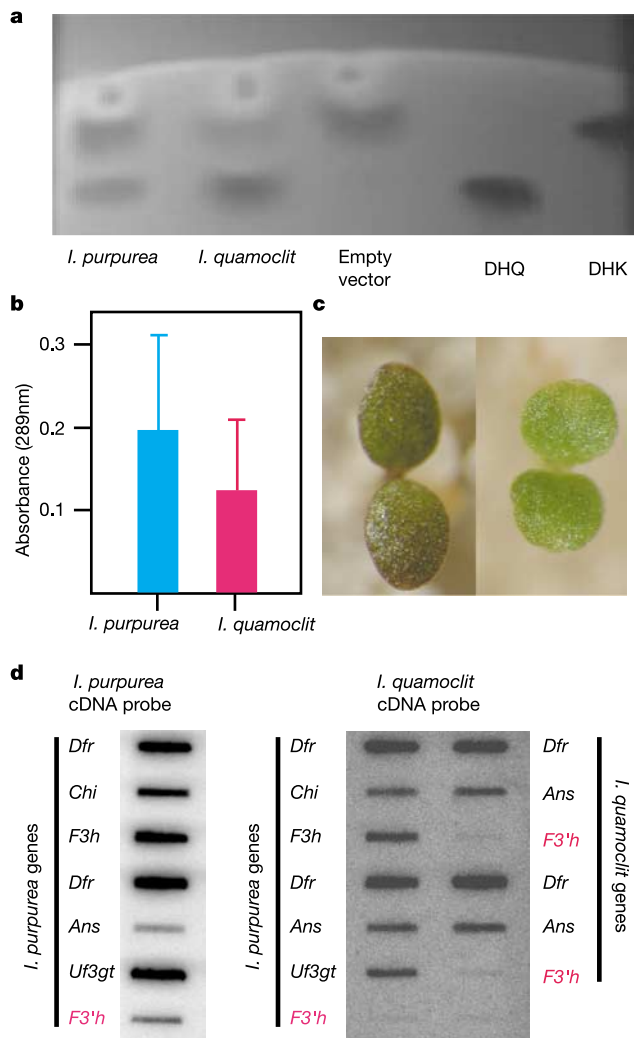 a
I. purpurea
I. quamoclit
Empty
vector
DHQ
DHK
b
Absorbance (289nm)
0.3
0.2
0.1
I. purpurea
I. quamoclit
c
d
I. purpurea
cDNA probe
I. purpurea genes
Dfr
Chi
F3h
Dfr
Ans
Uf3gt
F3'h
I. quamoclit
cDNA probe
I. purpurea genes
Dfr
Chi
F3h
Dfr
Ans
Uf3gt
F3'h
Dfr
Ans
F3'h
Dfr
Ans
F3'h
I. quamoclit genes